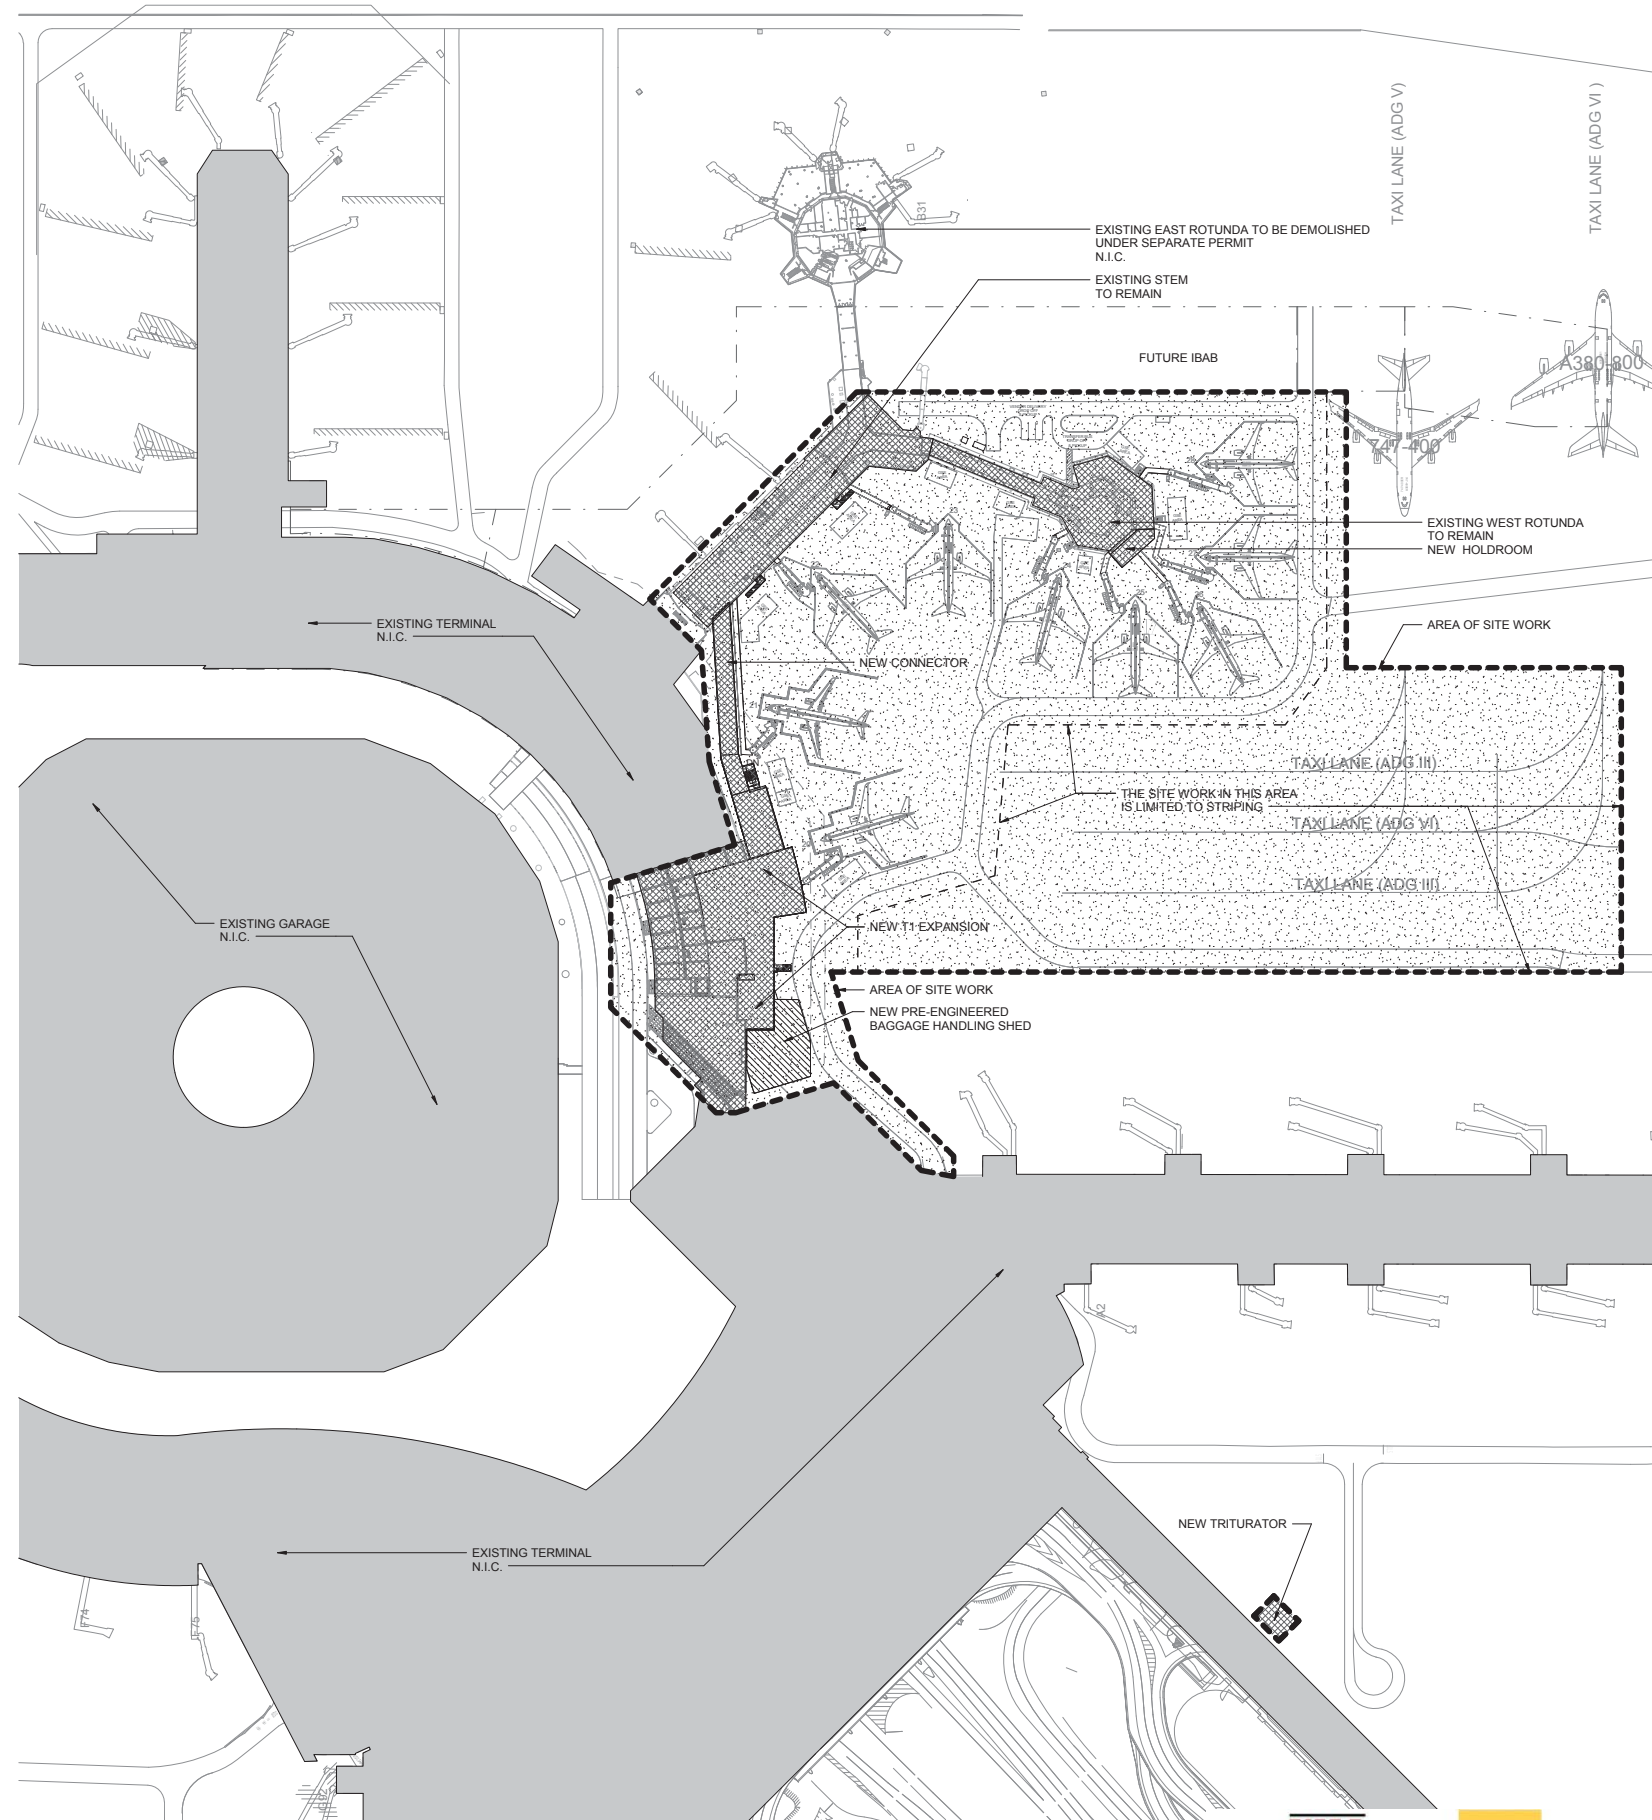 TAXI LANE (ADG V)
TAXI LANE (ADG VI )
B31
EXISTING EAST ROTUNDA TO BE DEMOLISHED
UNDER SEPARATE PERMIT
N.I.C.
EXISTING STEM
TO REMAIN
FUTURE IBAB
A380-800
747-400
EXISTING WEST ROTUNDA
TO REMAIN
NEW HOLDROOM
EXISTING TERMINAL
N.I.C.
AREA OF SITE WORK
NEW CONNECTOR
TAXI LANE (ADG III)
THE SITE WORK IN THIS AREA
IS LIMITED TO STRIPING
TAXI LANE (ADG VI)
TAXI LANE (ADG III)
EXISTING GARAGE
N.I.C.
NEW T1 EXPANSION
AREA OF SITE WORK
NEW PRE-ENGINEERED
BAGGAGE HANDLING SHED
A2
NEW TRITURATOR
EXISTING TERMINAL
N.I.C.
F74